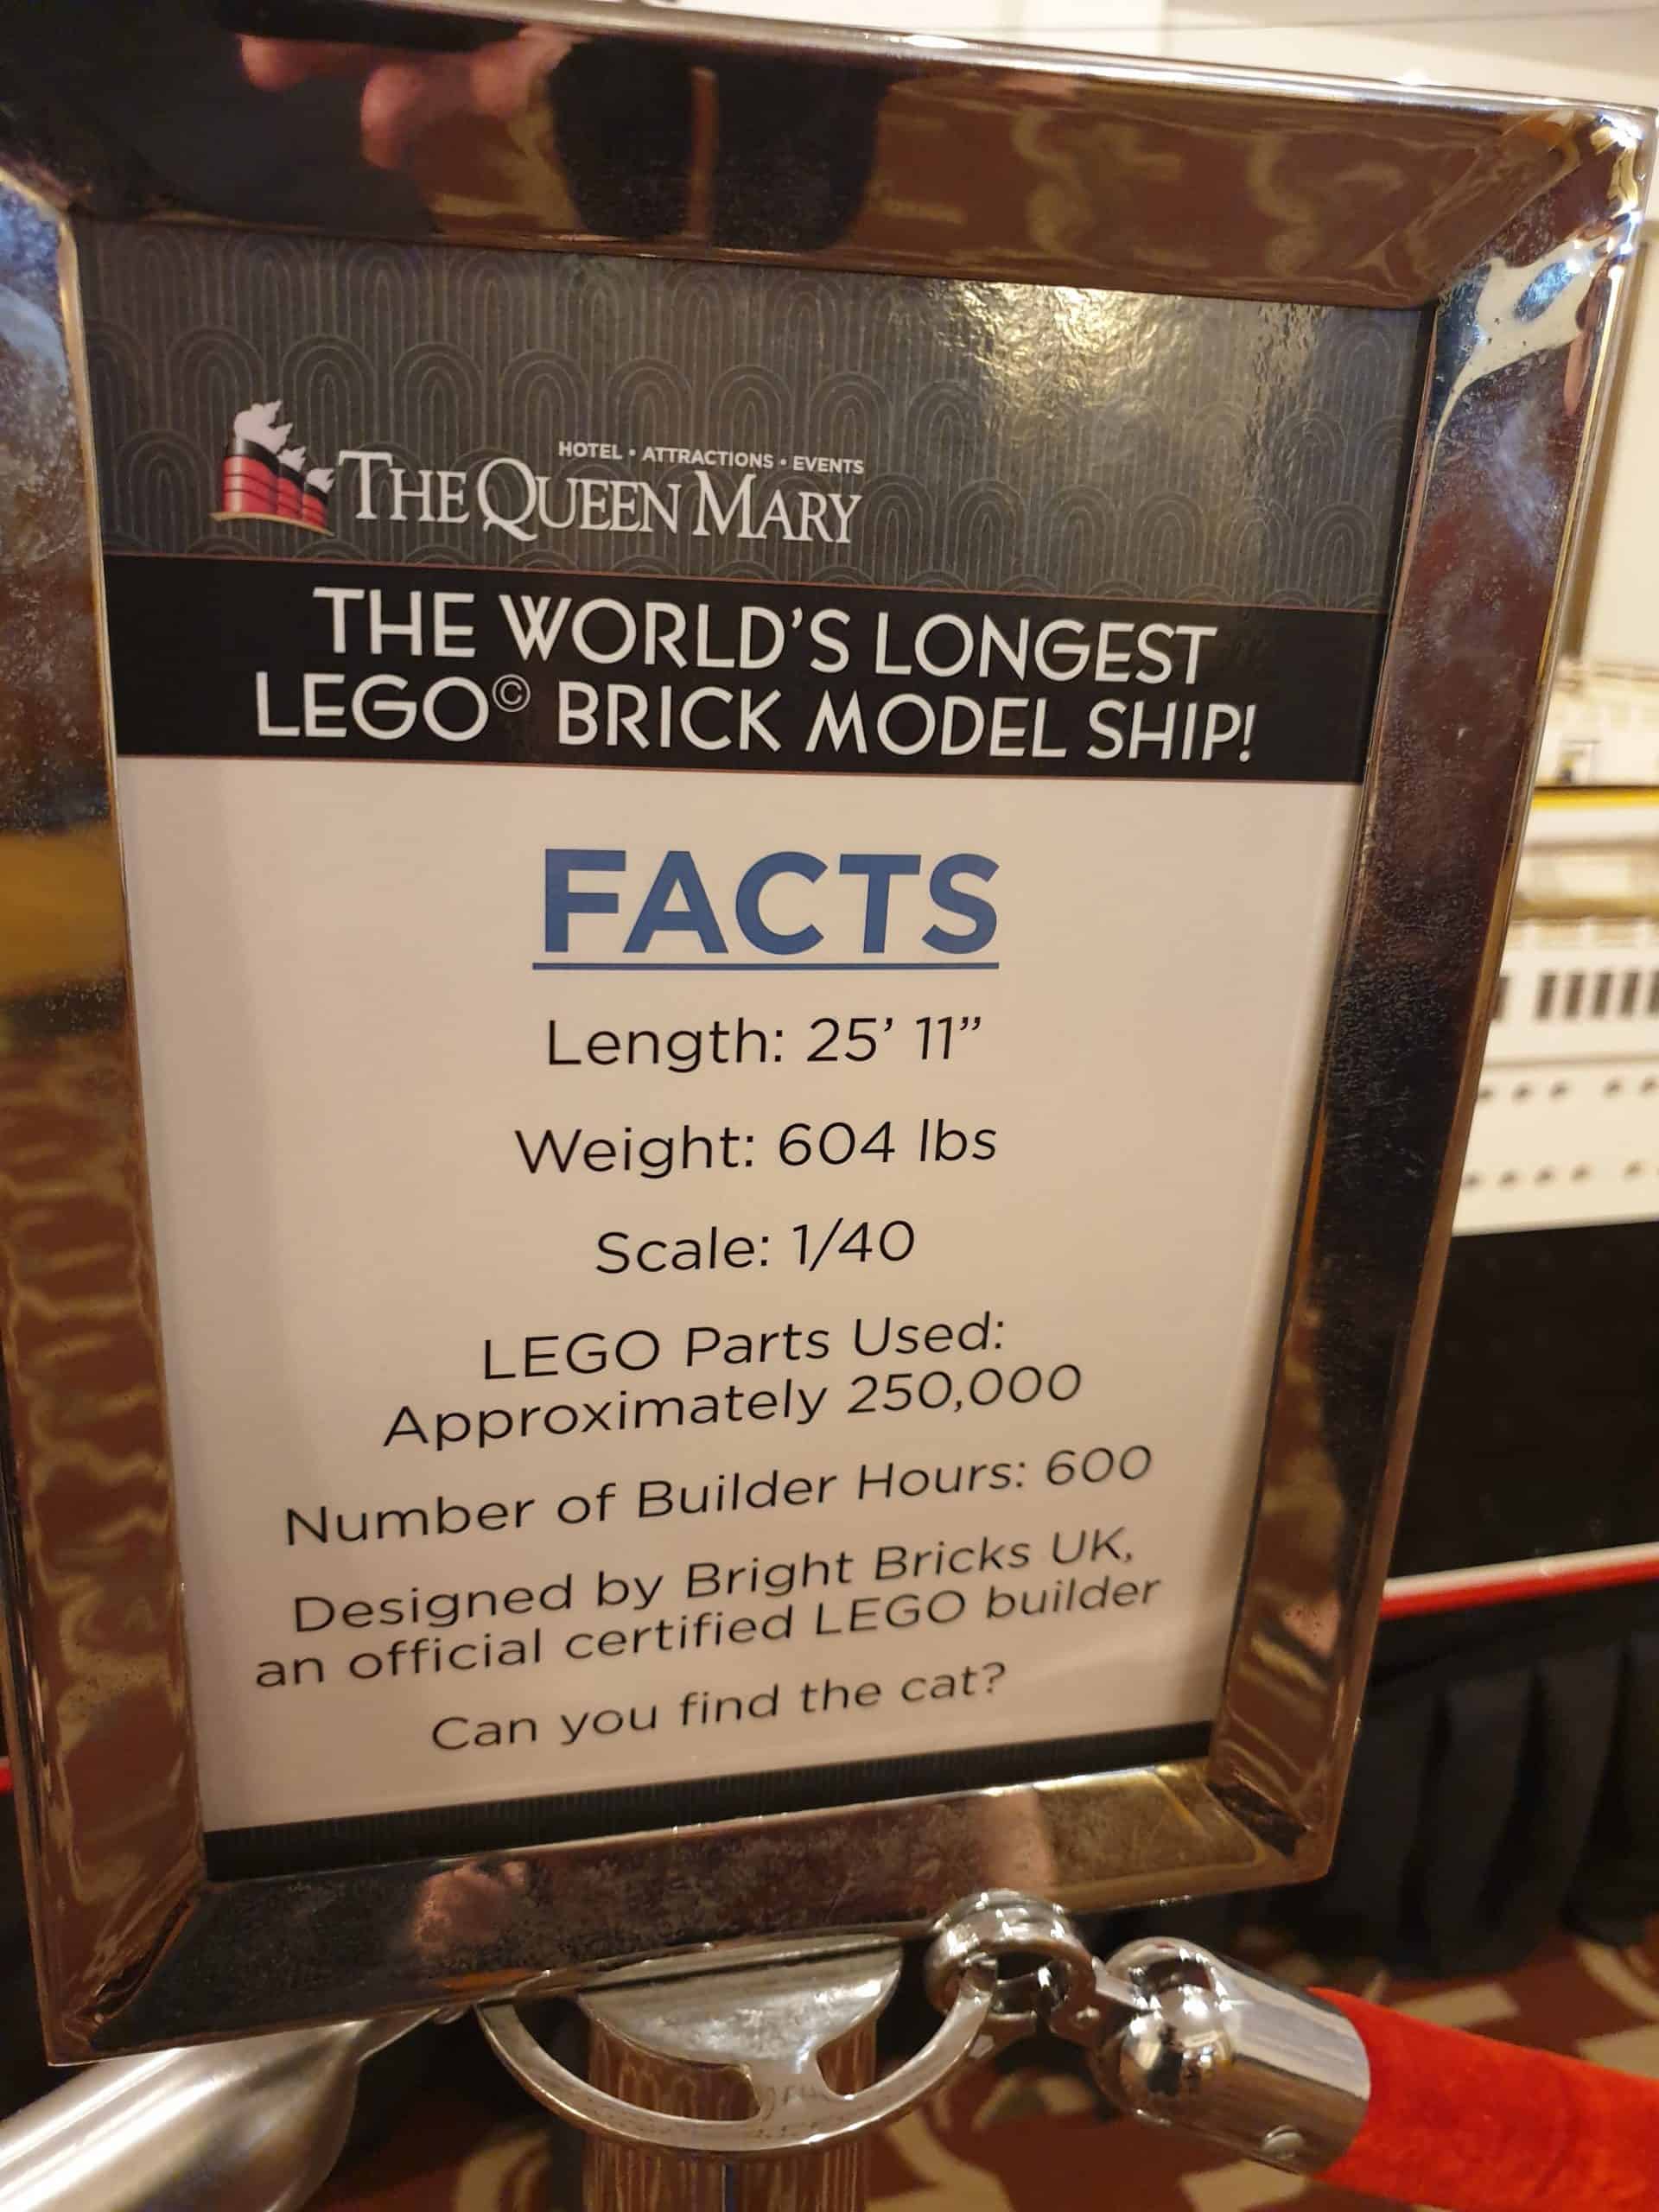 HOTEL • ATTRACTIONS • EVENTS
THE QUEEN MARY
THE WORLD'S LONGEST
LEGO© BRICK MODEL SHIP!
FACTS
Length: 25’ 11”
Weight: 604 lbs
Scale: 1/40
LEGO Parts Used:
Approximately 250,000
Number of Builder Hours: 600
Designed by Bright Bricks UK,
an official certified LEGO builder
Can you find the cat?